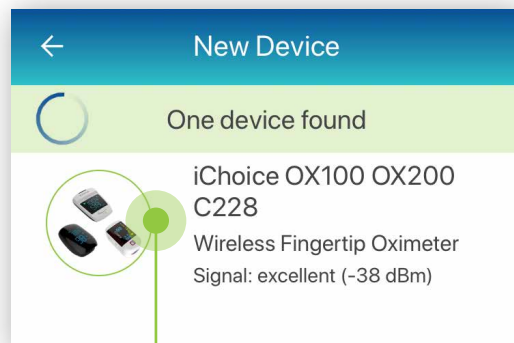 New Device
One device found
iChoice OX100 OX200
C228
Wireless Fingertip Oximeter
Signal: excellent (-38 dBm)